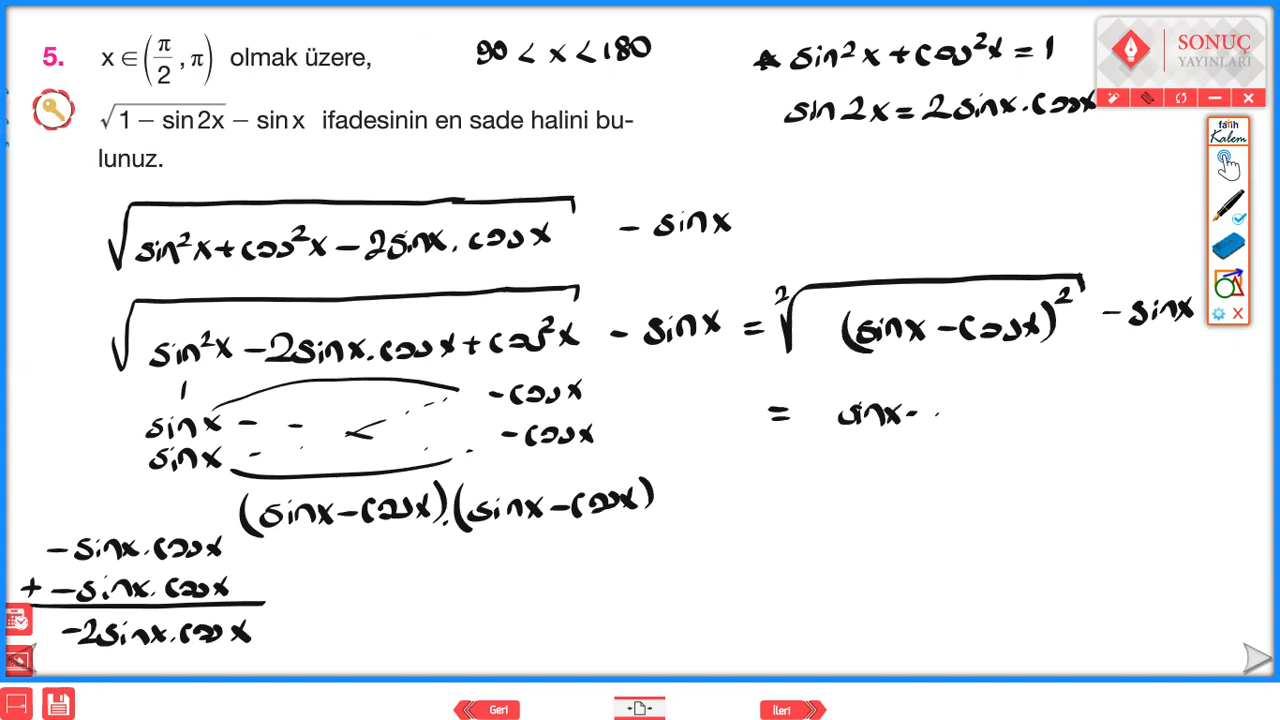 5. x ∈ (π/2, π) olmak üzere,
90 < x < 180
sin²x + cos²x = 1
SONUÇ
YAYINLARI
sin2x = 2sinx.cosx
√1 − sin2x − sinx ifadesinin en sade halini bu-
lunuz.
fatih
Kalem
√sin²x + cos²x − 2sinx.cosx − sinx
√sin²x − 2sinx.cosx + cos²x − sinx = ²√(sinx − cosx)² − sinx
sinx − cosx
sinx − cosx
= sinx -
(sinx − cosx).(sinx − cosx)
−sinx.cosx
+ −sinx.cosx
−2sinx.cosx
Geri
İleri